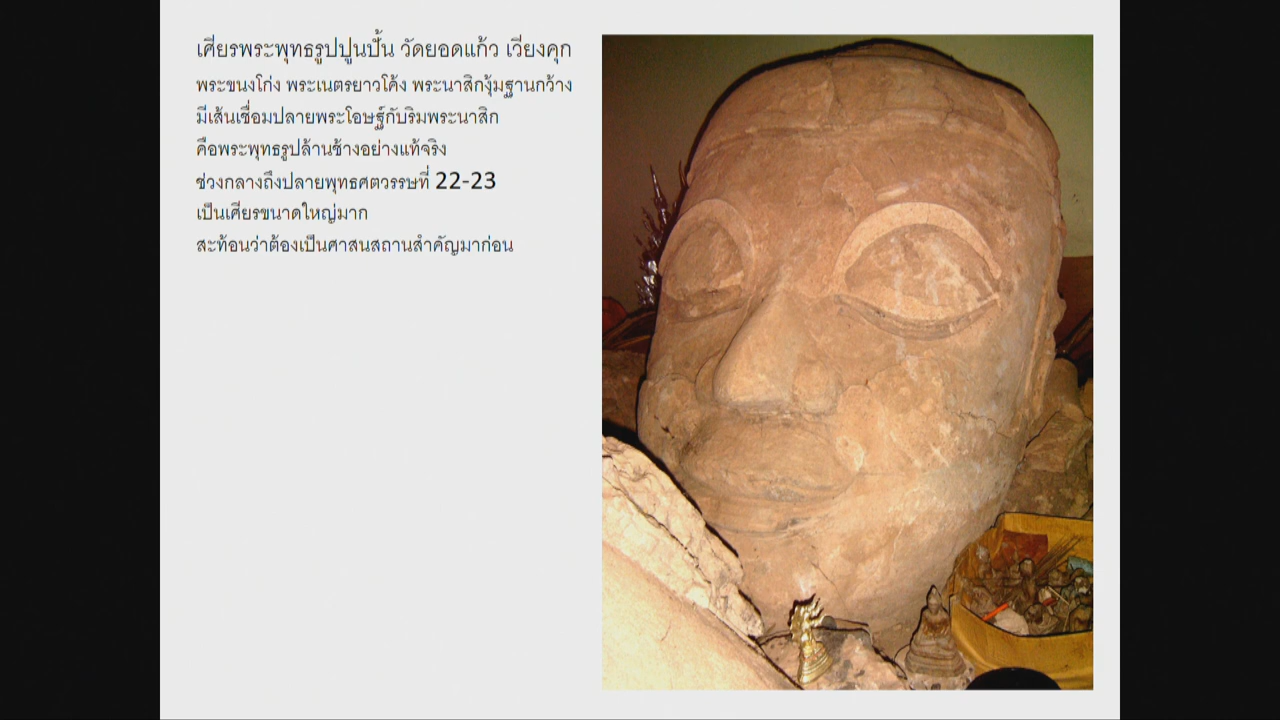 เศียรพระพุทธรูปปูนปั้น วัดยอดแก้ว เวียงคุก
พระขนงโก่ง พระเนตรยาวโค้ง พระนาสิกงุ้มฐานกว้าง
มีเส้นเชื่อมปลายพระโอษฐ์กับริมพระนาสิก
คือพระพุทธรูปล้านช้างอย่างแท้จริง
ช่วงกลางถึงปลายพุทธศตวรรษที่ 22-23
เป็นเศียรขนาดใหญ่มาก
สะท้อนว่าต้องเป็นศาสนสถานสำคัญมาก่อน